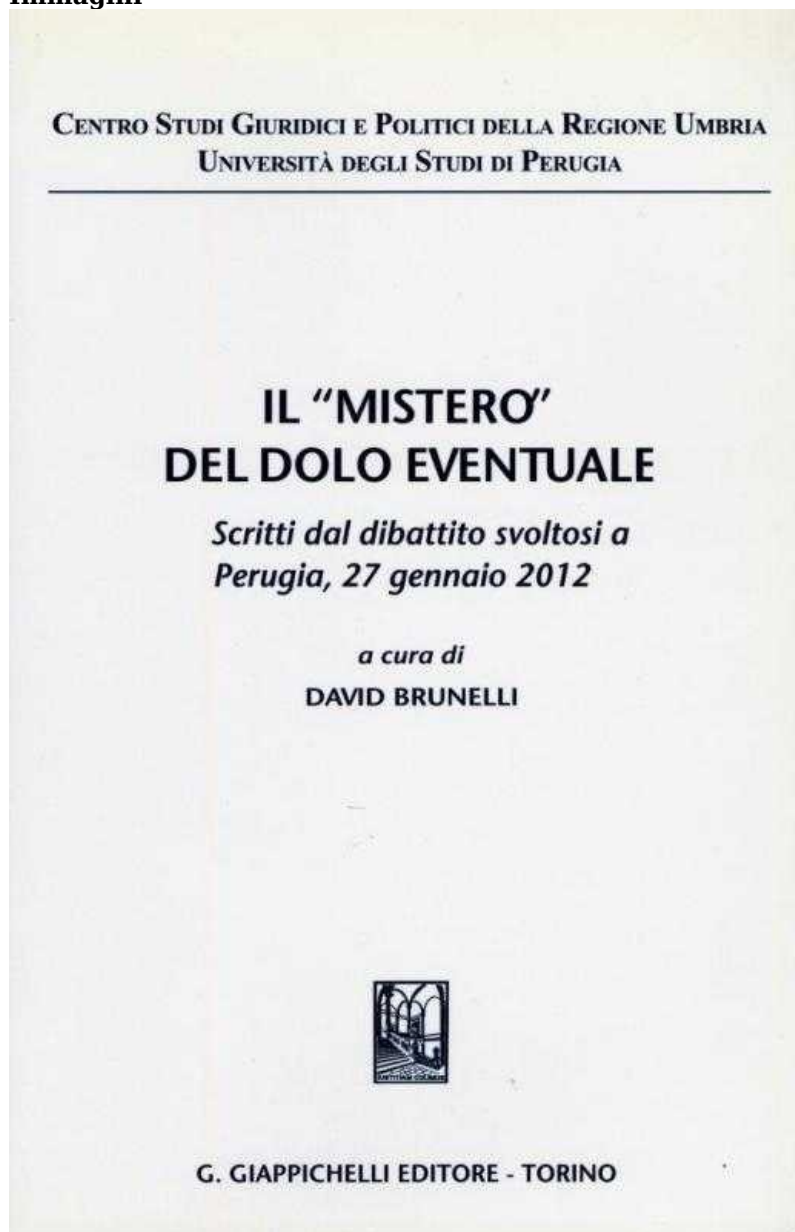 Immagini
CENTRO STUDI GIURIDICI E POLITICI DELLA REGIONE UMBRIA
UNIVERSITÀ DEGLI STUDI DI PERUGIA
IL “MISTERO”
DEL DOLO EVENTUALE
Scritti dal dibattito svoltosi a
Perugia, 27 gennaio 2012
a cura di
DAVID BRUNELLI
G. GIAPPICHELLI EDITORE - TORINO